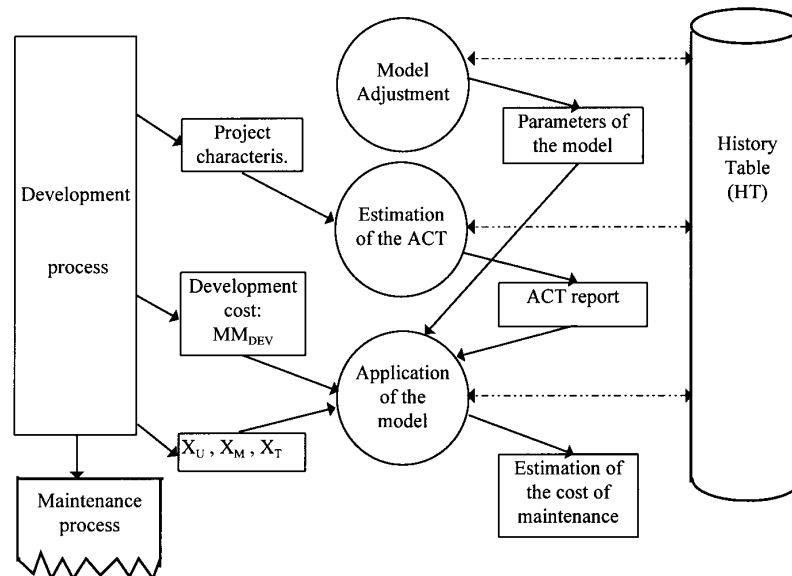 Model
Adjustment
Project
characteris.
Parameters of
the model
History
Table
(HT)
Development
process
Estimation
of the ACT
Development
cost:
MM_DEV
ACT report
Application
of the
model
X_U , X_M , X_T
Estimation of
the cost of
maintenance
Maintenance
process